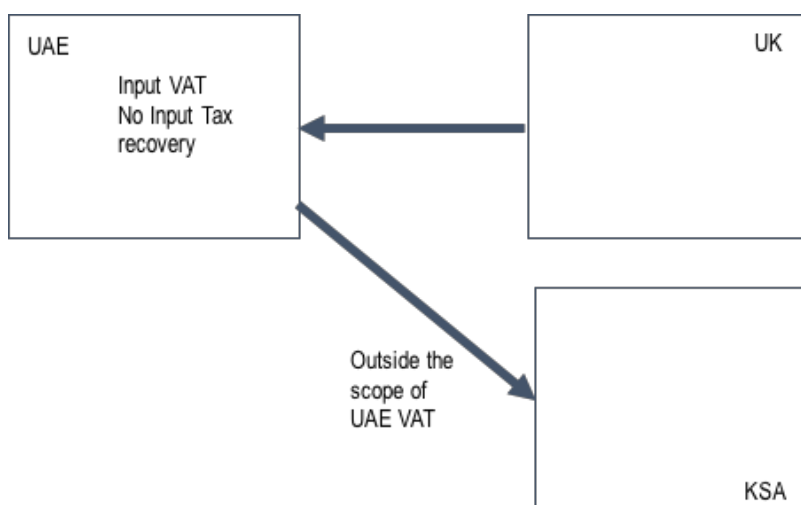 UAE
UK
Input VAT
No Input Tax
recovery
Outside the
scope of
UAE VAT
KSA